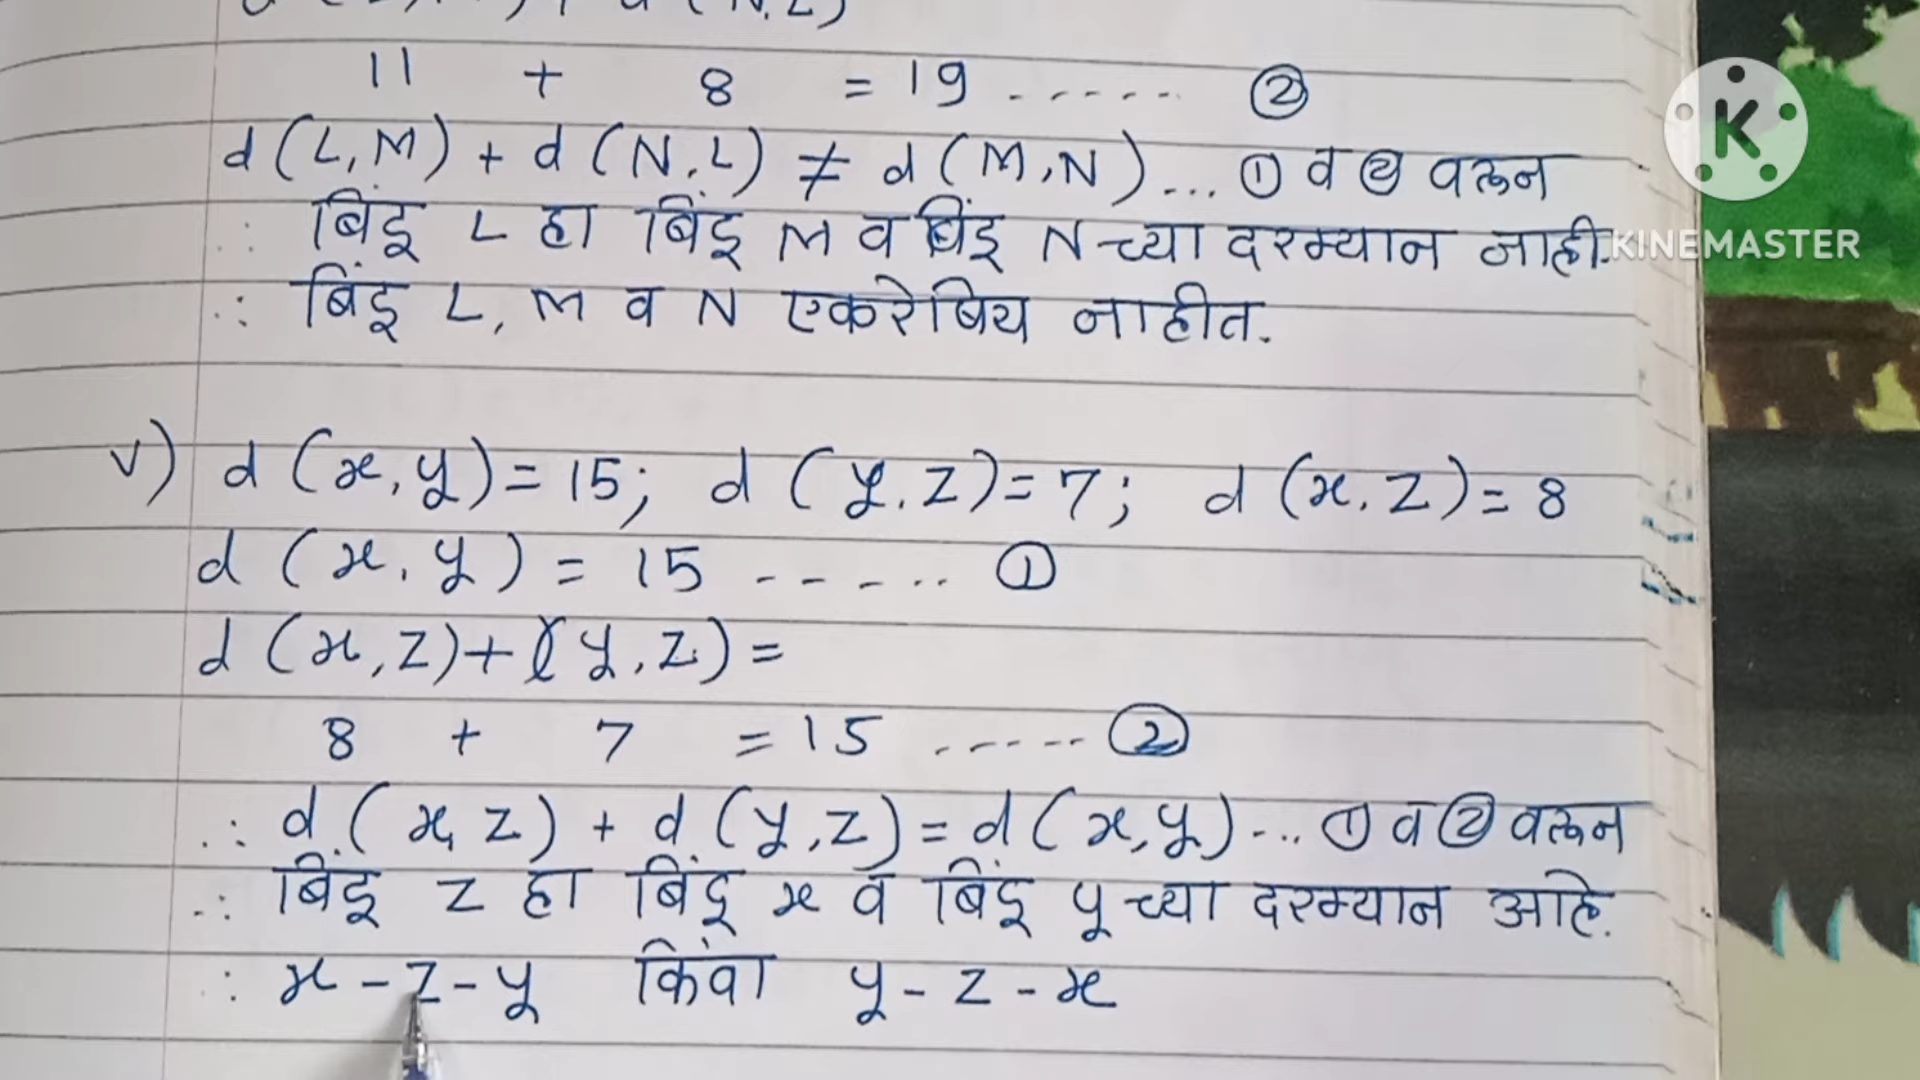 11 + 8 = 19 ...... ②
d (L, M) + d (N, L) ≠ d (M, N) ... ① व ② वरून
∴ बिंदू L हा बिंदू M व बिंदू N च्या दरम्यान नाही.
∴ बिंदू L, M व N एकरेषिय नाहीत.
v) d (x, y) = 15; d (y, z) = 7; d (x, z) = 8
d (x, y) = 15 ------ ①
d (x, z) + (y, z) =
8 + 7 = 15 ------ ②
∴ d (x, z) + d (y, z) = d (x, y) ... ① व ② वरून
∴ बिंदू z हा बिंदू x व बिंदू y च्या दरम्यान आहे.
∴ x - z - y किंवा y - z - x
K
KINEMASTER